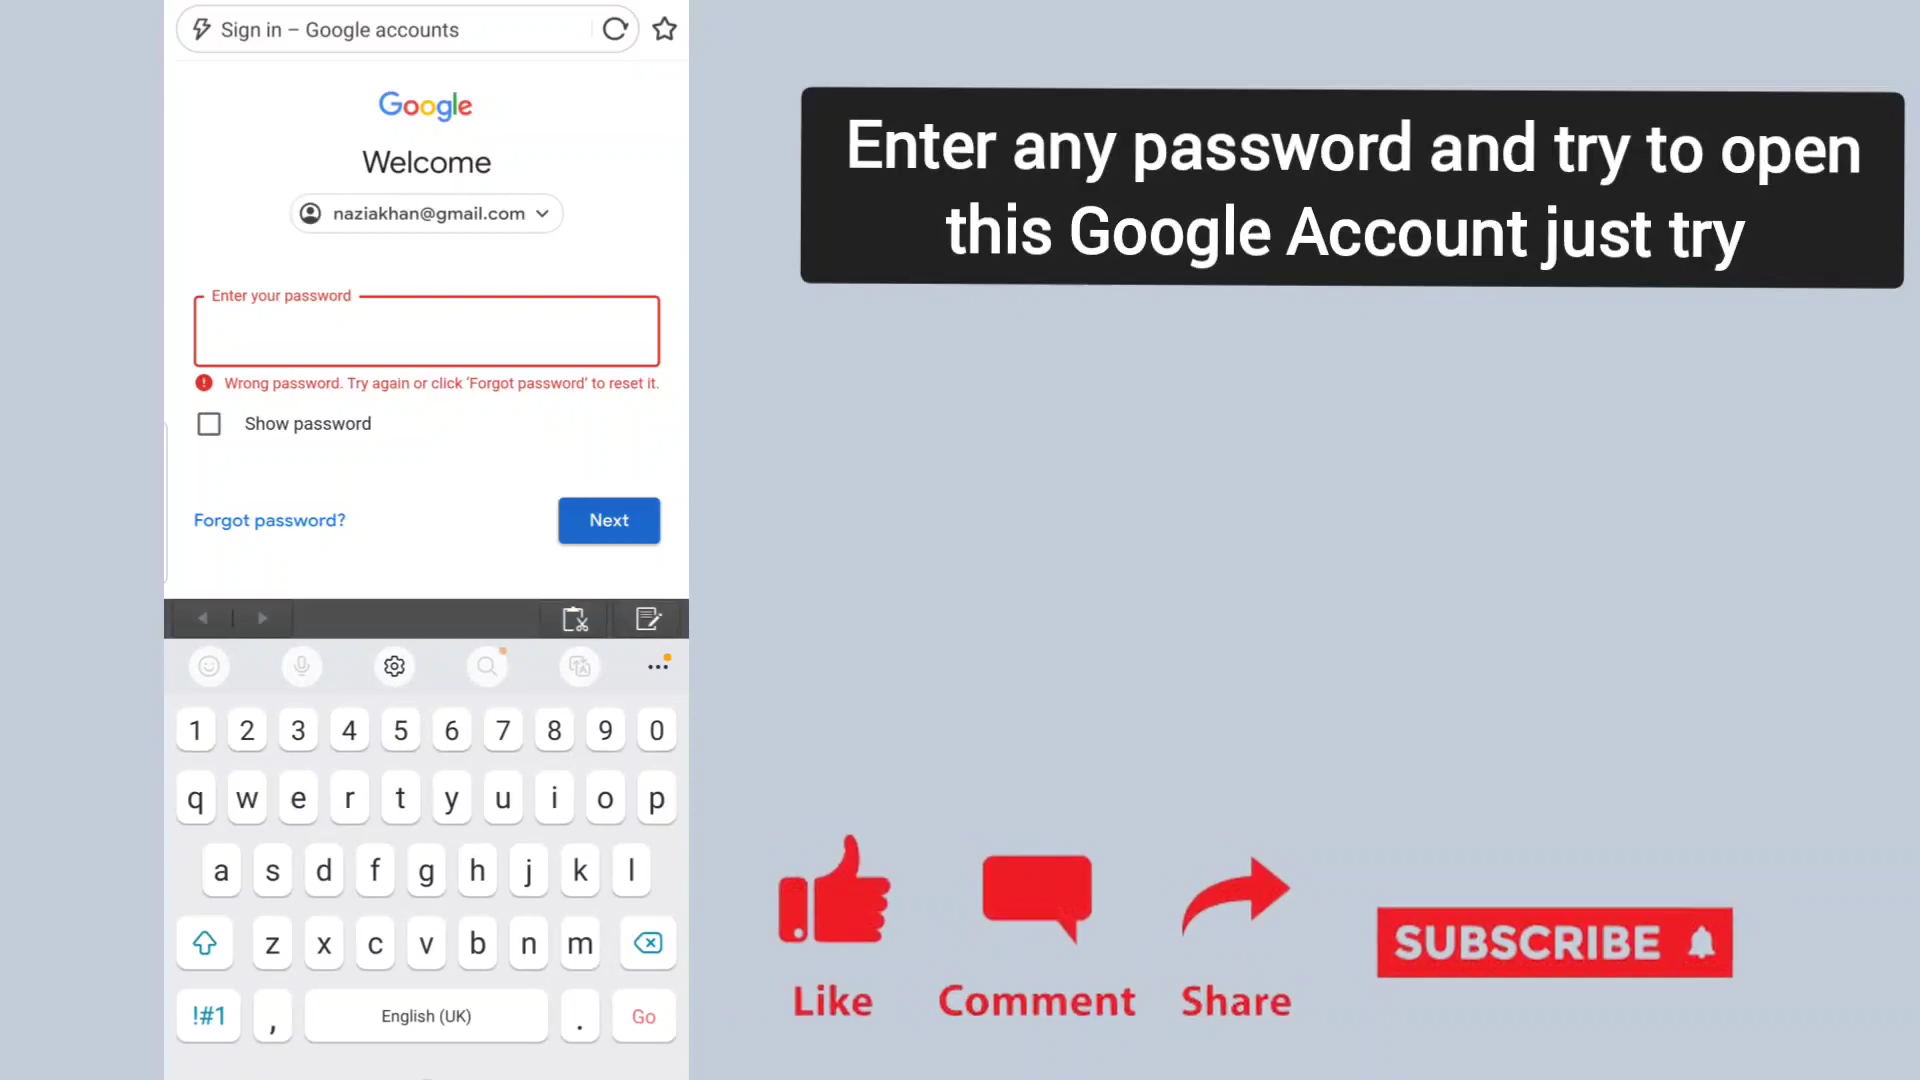 Sign in – Google accounts
Google
Welcome
naziakhan@gmail.com
Enter your password
Wrong password. Try again or click 'Forgot password' to reset it.
Show password
Forgot password?
Next
1 2 3 4 5 6 7 8 9 0
q w e r t y u i o p
a s d f g h j k l
z x c v b n m
!#1 , English (UK) . Go
Enter any password and try to open
this Google Account just try
Like Comment Share
SUBSCRIBE